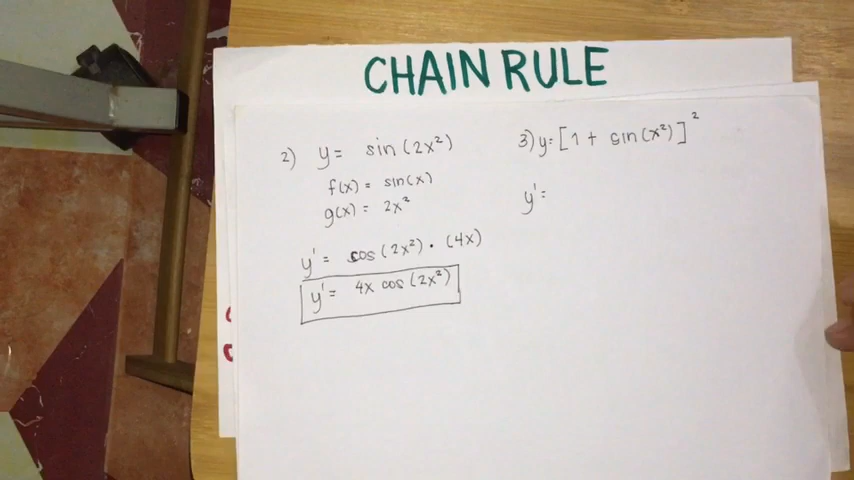 CHAIN RULE
2) y = sin (2x²)
f(x) = sin(x)
g(x) = 2x²
y' = cos (2x²) · (4x)
y' = 4x cos (2x²)
3) y = [1 + sin(x²)]²
y' =